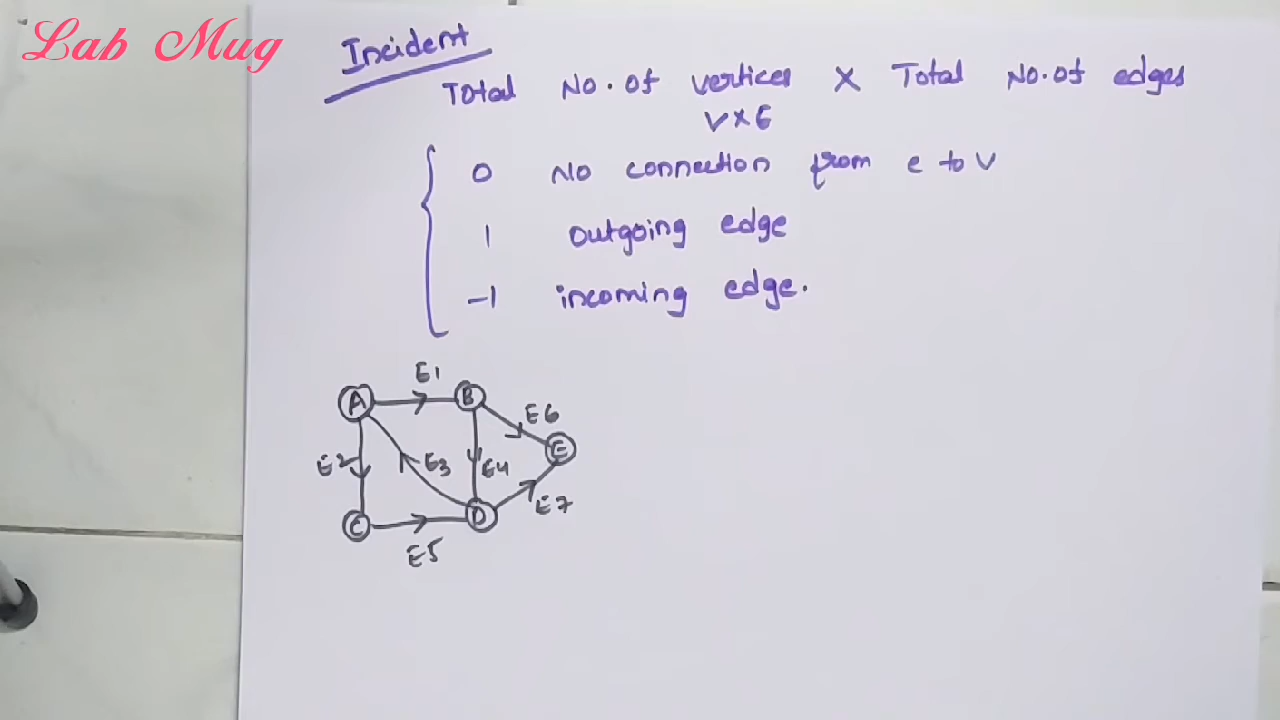 Lab Mug
Incident
Total No. of vertices X Total No. of edges
V x E
0 No connection from e to V
1 outgoing edge
-1 incoming edge.
E1
A B
E6
E
E2 E3 E4
E7
C D
E5